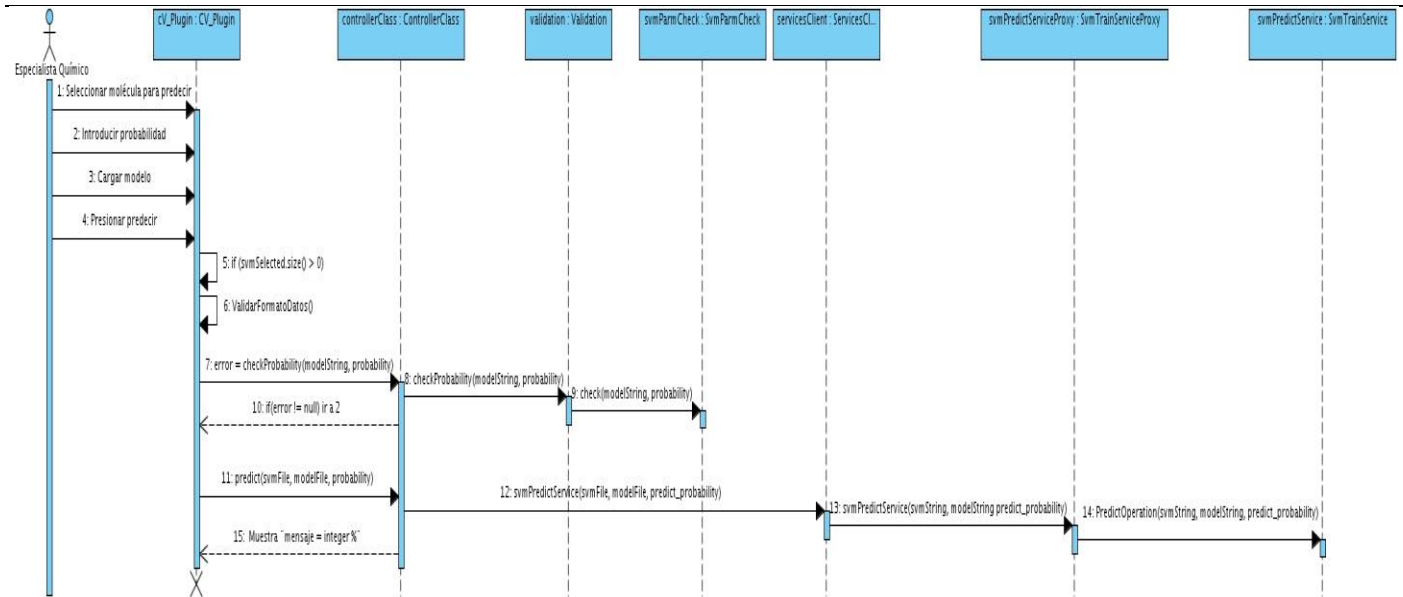 cV_Plugin : CV_Plugin
controllerClass : ControllerClass
validation : Validation
svmParmCheck : SvmParmCheck
servicesClient : ServicesCl...
svmPredictServiceProxy : SvmTrainServiceProxy
svmPredictService : SvmTrainService
Especialista Químico
1: Seleccionar molécula para predecir
2: Introducir probabilidad
3: Cargar modelo
4: Presionar predecir
5: if (svmSelected.size() > 0)
6: ValidarFormatoDatos()
7: error = checkProbability(modelString, probability)
8: checkProbability(modelString, probability)
9: check(modelString, probability)
10: if(error != null) ir a 2
11: predict(svmFile, modelFile, probability)
12: svmPredictService(svmFile, modelFile, predict_probability)
13: svmPredictService(svmString, modelString predict_probability)
14: PredictOperation(svmString, modelString, predict_probability)
15: Muestra ¨mensaje = integer %¨